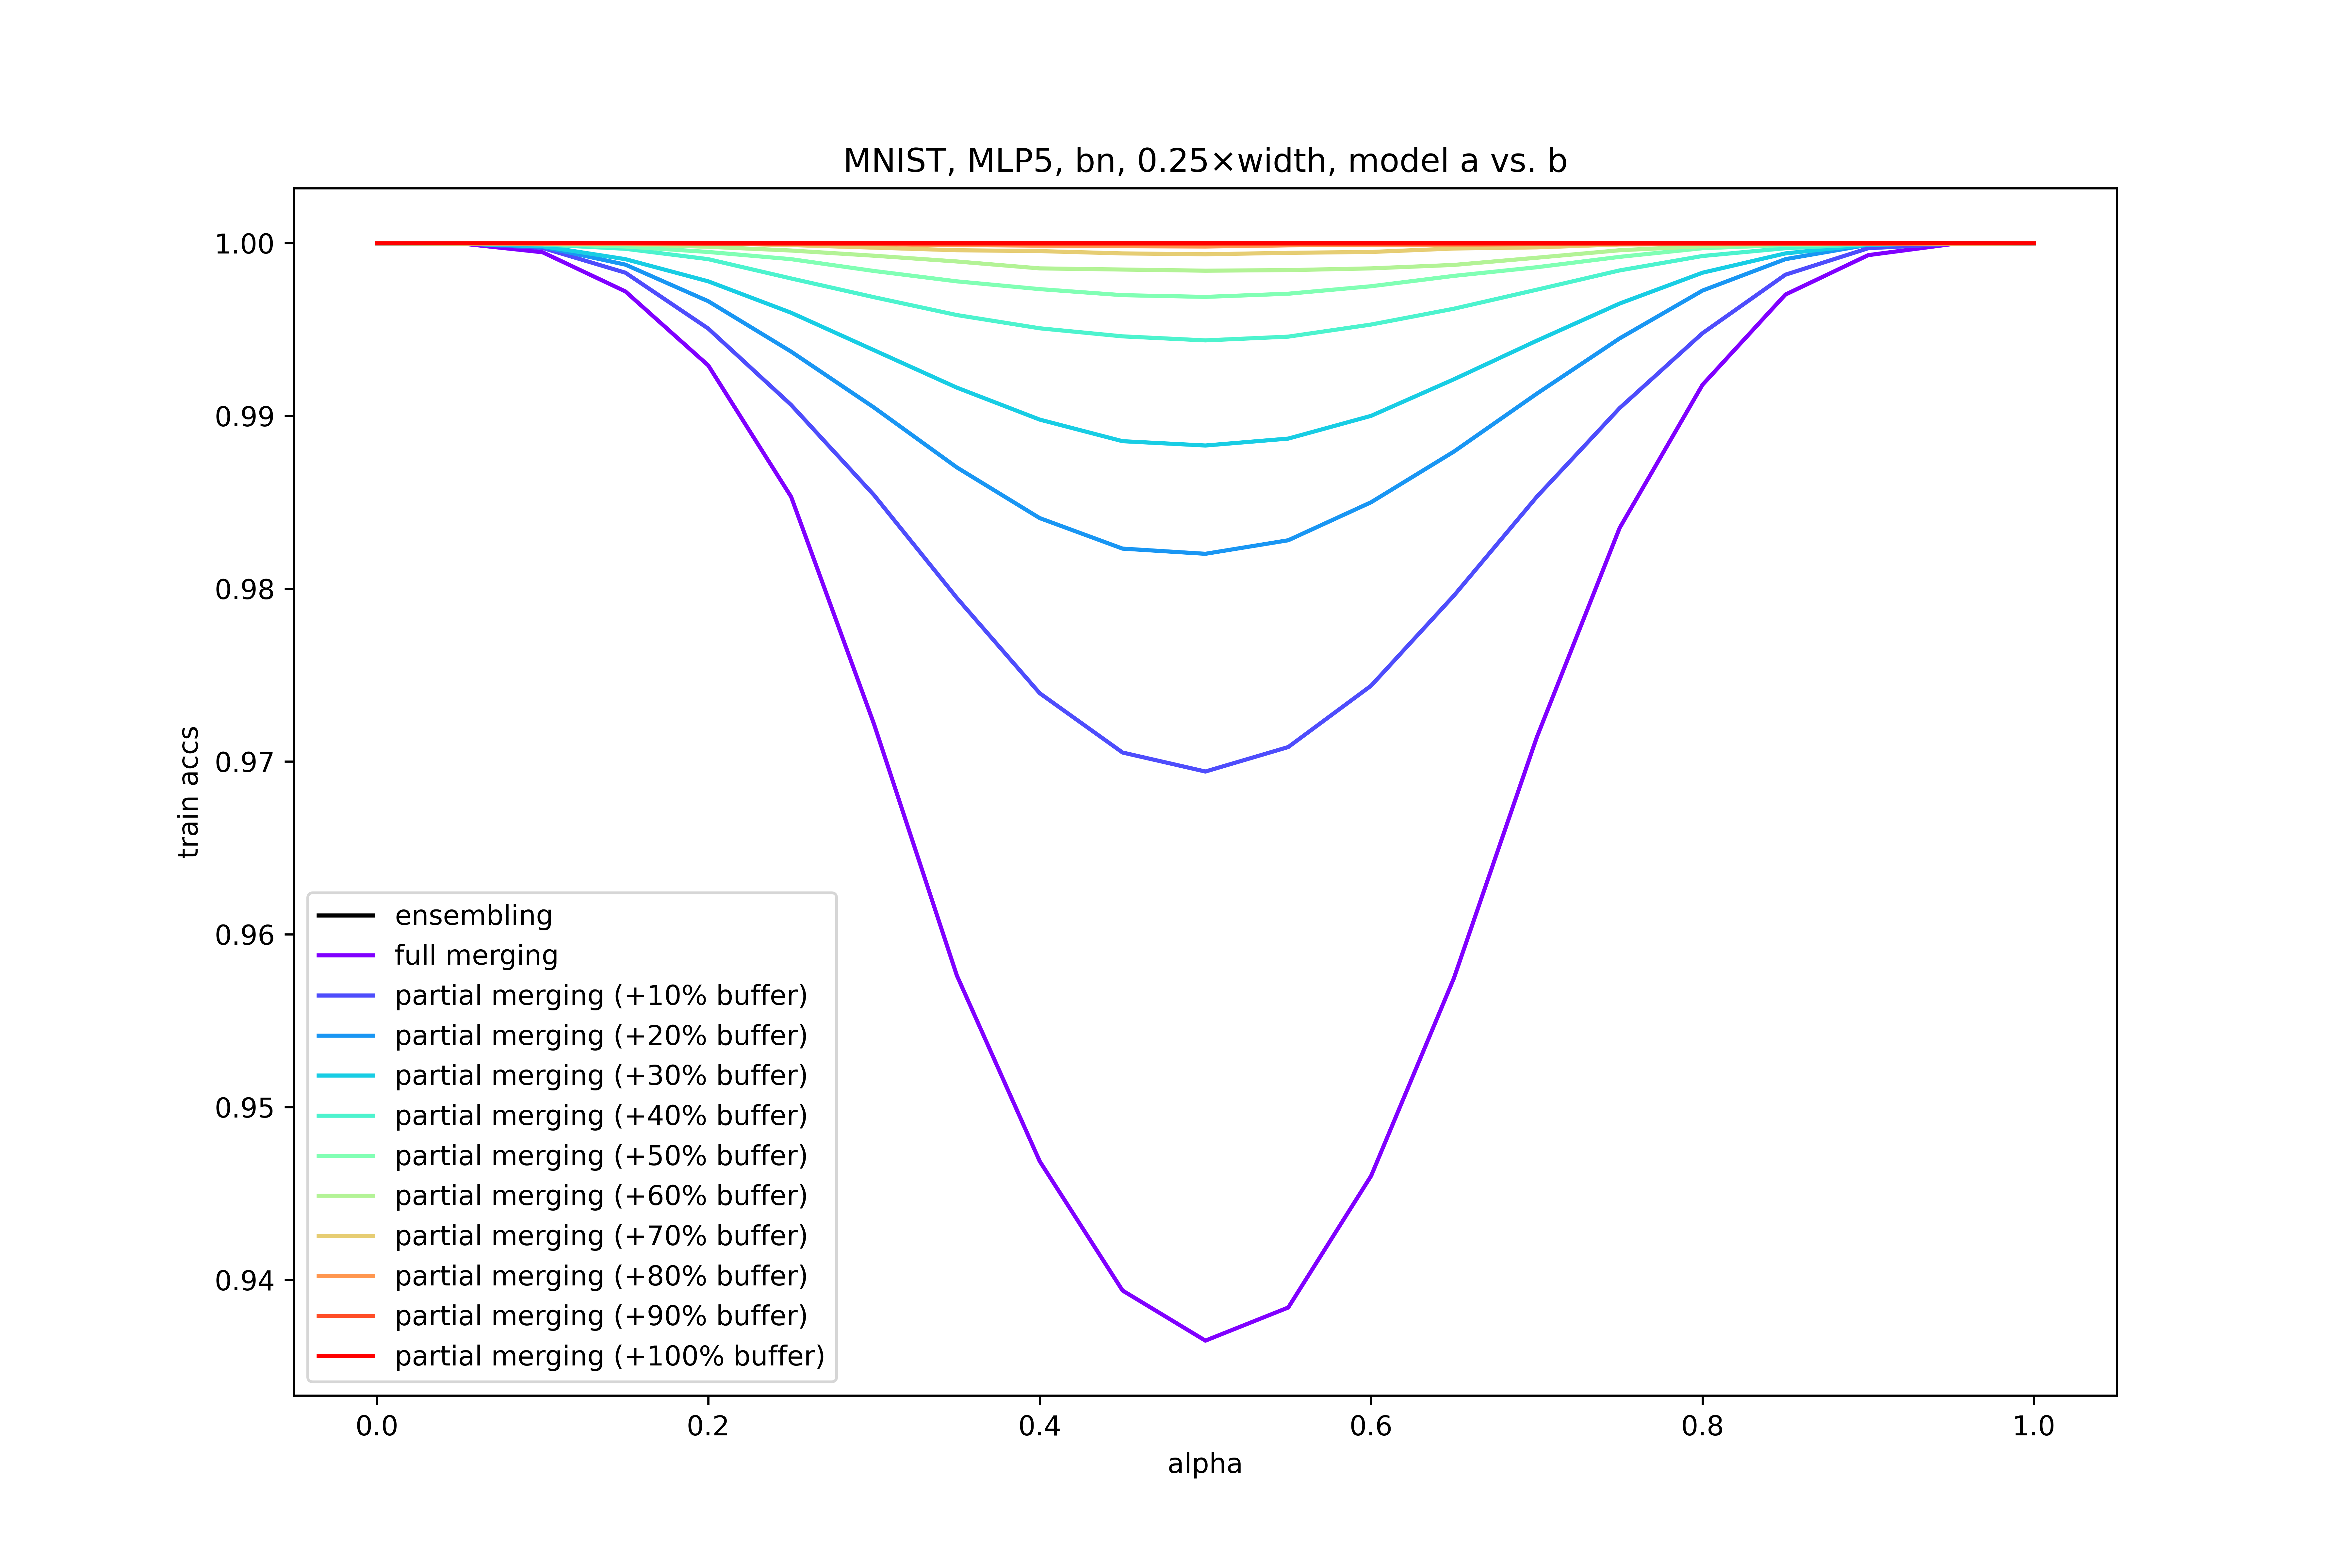 MNIST, MLP5, bn, 0.25×width, model a vs. b
1.00
0.99
0.98
0.97
0.96
0.95
0.94
train accs
ensembling
full merging
partial merging (+10% buffer)
partial merging (+20% buffer)
partial merging (+30% buffer)
partial merging (+40% buffer)
partial merging (+50% buffer)
partial merging (+60% buffer)
partial merging (+70% buffer)
partial merging (+80% buffer)
partial merging (+90% buffer)
partial merging (+100% buffer)
0.0 0.2 0.4 0.6 0.8 1.0
alpha